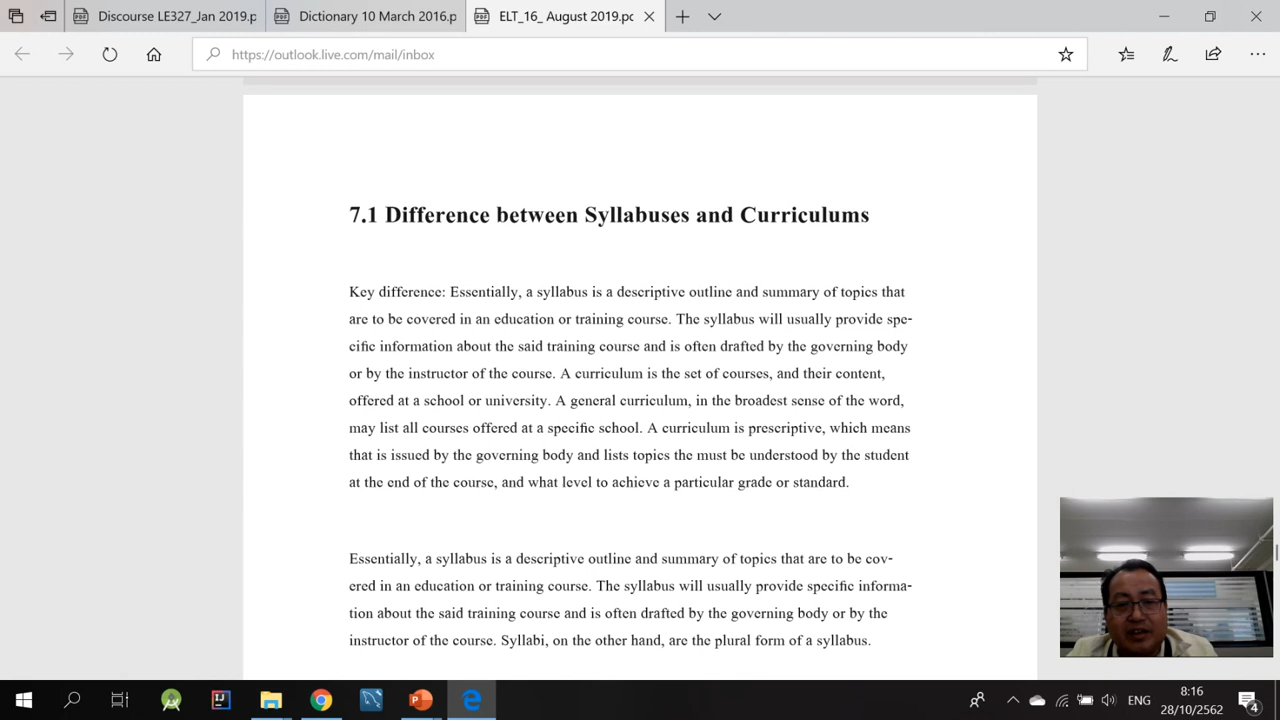 Discourse LE327_Jan 2019.p
Dictionary 10 March 2016.p
ELT_16_ August 2019.pc
https://outlook.live.com/mail/inbox
7.1 Difference between Syllabuses and Curriculums
Key difference: Essentially, a syllabus is a descriptive outline and summary of topics that
are to be covered in an education or training course. The syllabus will usually provide spe-
cific information about the said training course and is often drafted by the governing body
or by the instructor of the course. A curriculum is the set of courses, and their content,
offered at a school or university. A general curriculum, in the broadest sense of the word,
may list all courses offered at a specific school. A curriculum is prescriptive, which means
that is issued by the governing body and lists topics the must be understood by the student
at the end of the course, and what level to achieve a particular grade or standard.
Essentially, a syllabus is a descriptive outline and summary of topics that are to be cov-
ered in an education or training course. The syllabus will usually provide specific informa-
tion about the said training course and is often drafted by the governing body or by the
instructor of the course. Syllabi, on the other hand, are the plural form of a syllabus.
ENG
8:16
28/10/2562
4